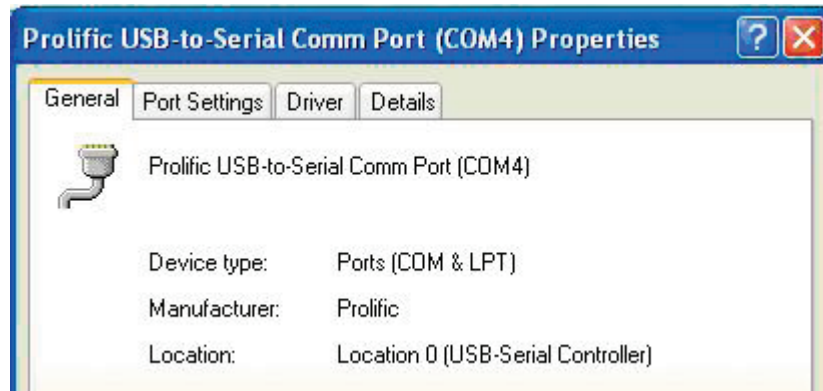 Prolific USB-to-Serial Comm Port (COM4) Properties
?
General Port Settings Driver Details
Prolific USB-to-Serial Comm Port (COM4)
Device type: Ports (COM & LPT)
Manufacturer: Prolific
Location: Location 0 (USB-Serial Controller)